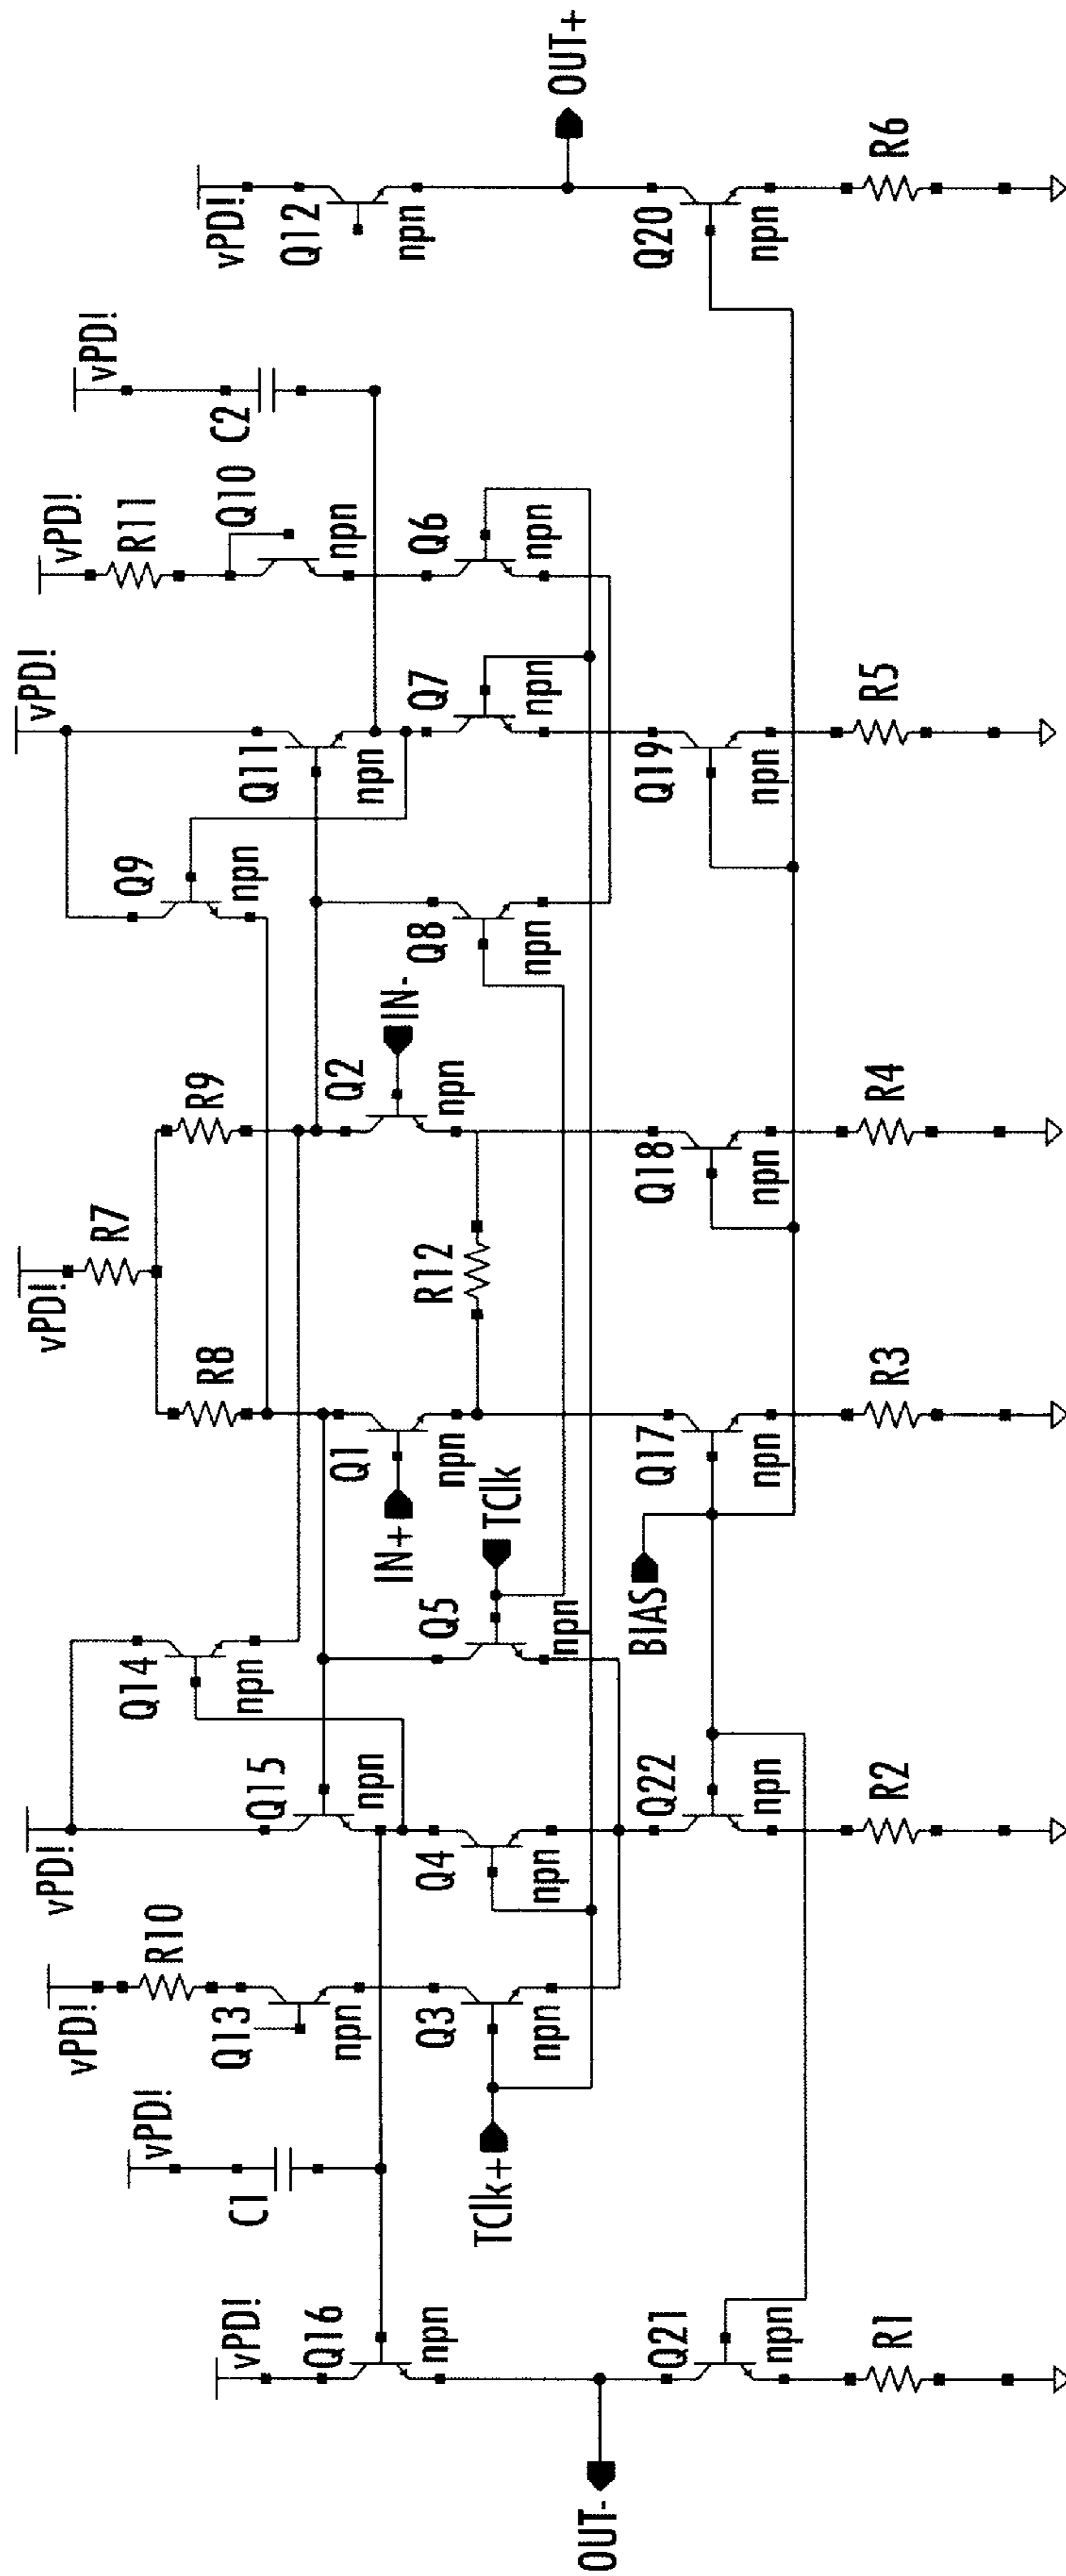 OUT-
vPD!
Q16
npn
Q21
npn
R1
vPD!
C1
TClk+
vPD!
R10
Q13
npn
Q3
npn
vPD!
Q15
npn
Q4
npn
Q22
npn
R2
Q14
npn
Q5
npn
TClk
BIAS
IN+
Q1
npn
R8
Q17
npn
R3
vPD!
R7
R12
R9
Q2
npn
IN-
Q18
npn
R4
Q8
npn
Q9
npn
vPD!
Q11
npn
Q7
npn
Q19
npn
R5
vPD!
R11
Q10
npn
Q6
npn
vPD!
C2
vPD!
Q12
npn
Q20
npn
R6
OUT+